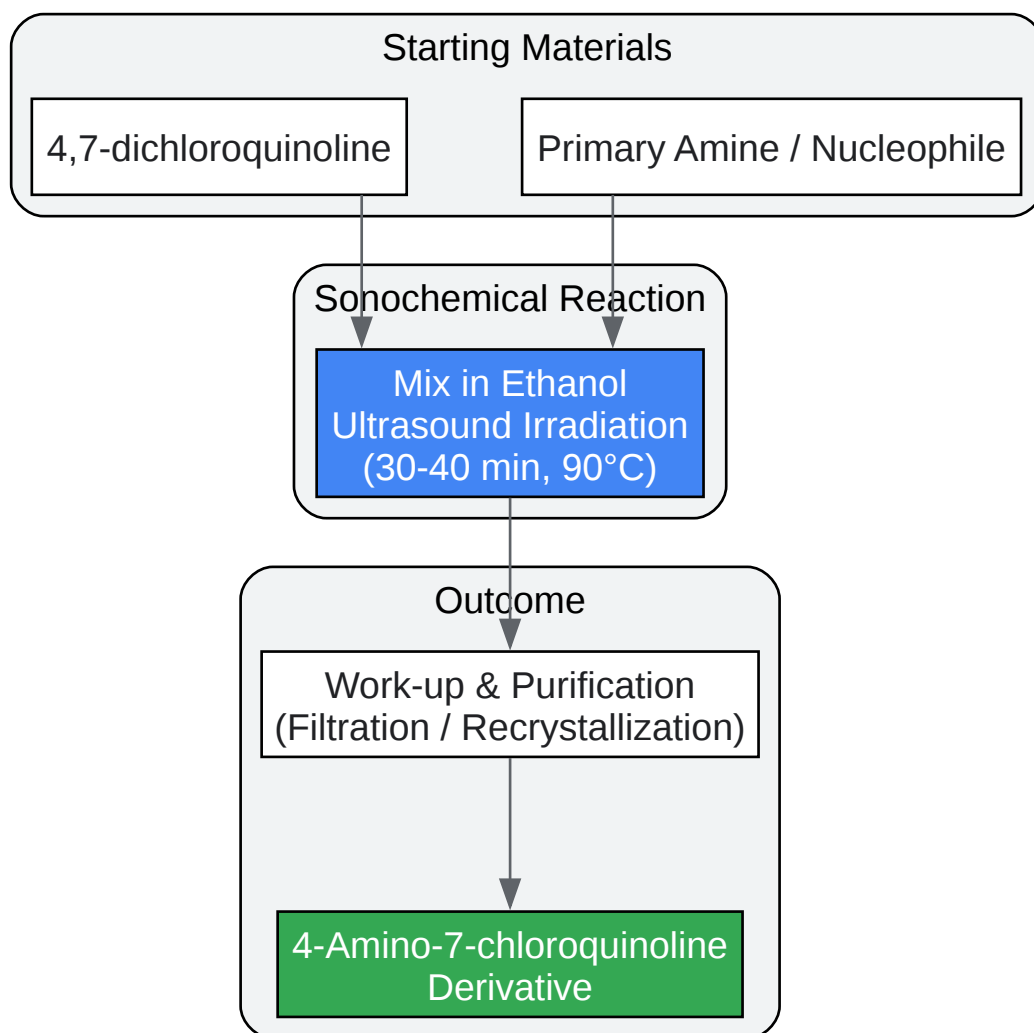 Starting Materials
4,7-dichloroquinoline
Primary Amine / Nucleophile
Sonochemical Reaction
Mix in Ethanol
Ultrasound Irradiation
(30-40 min, 90°C)
Outcome
Work-up & Purification
(Filtration / Recrystallization)
4-Amino-7-chloroquinoline
Derivative